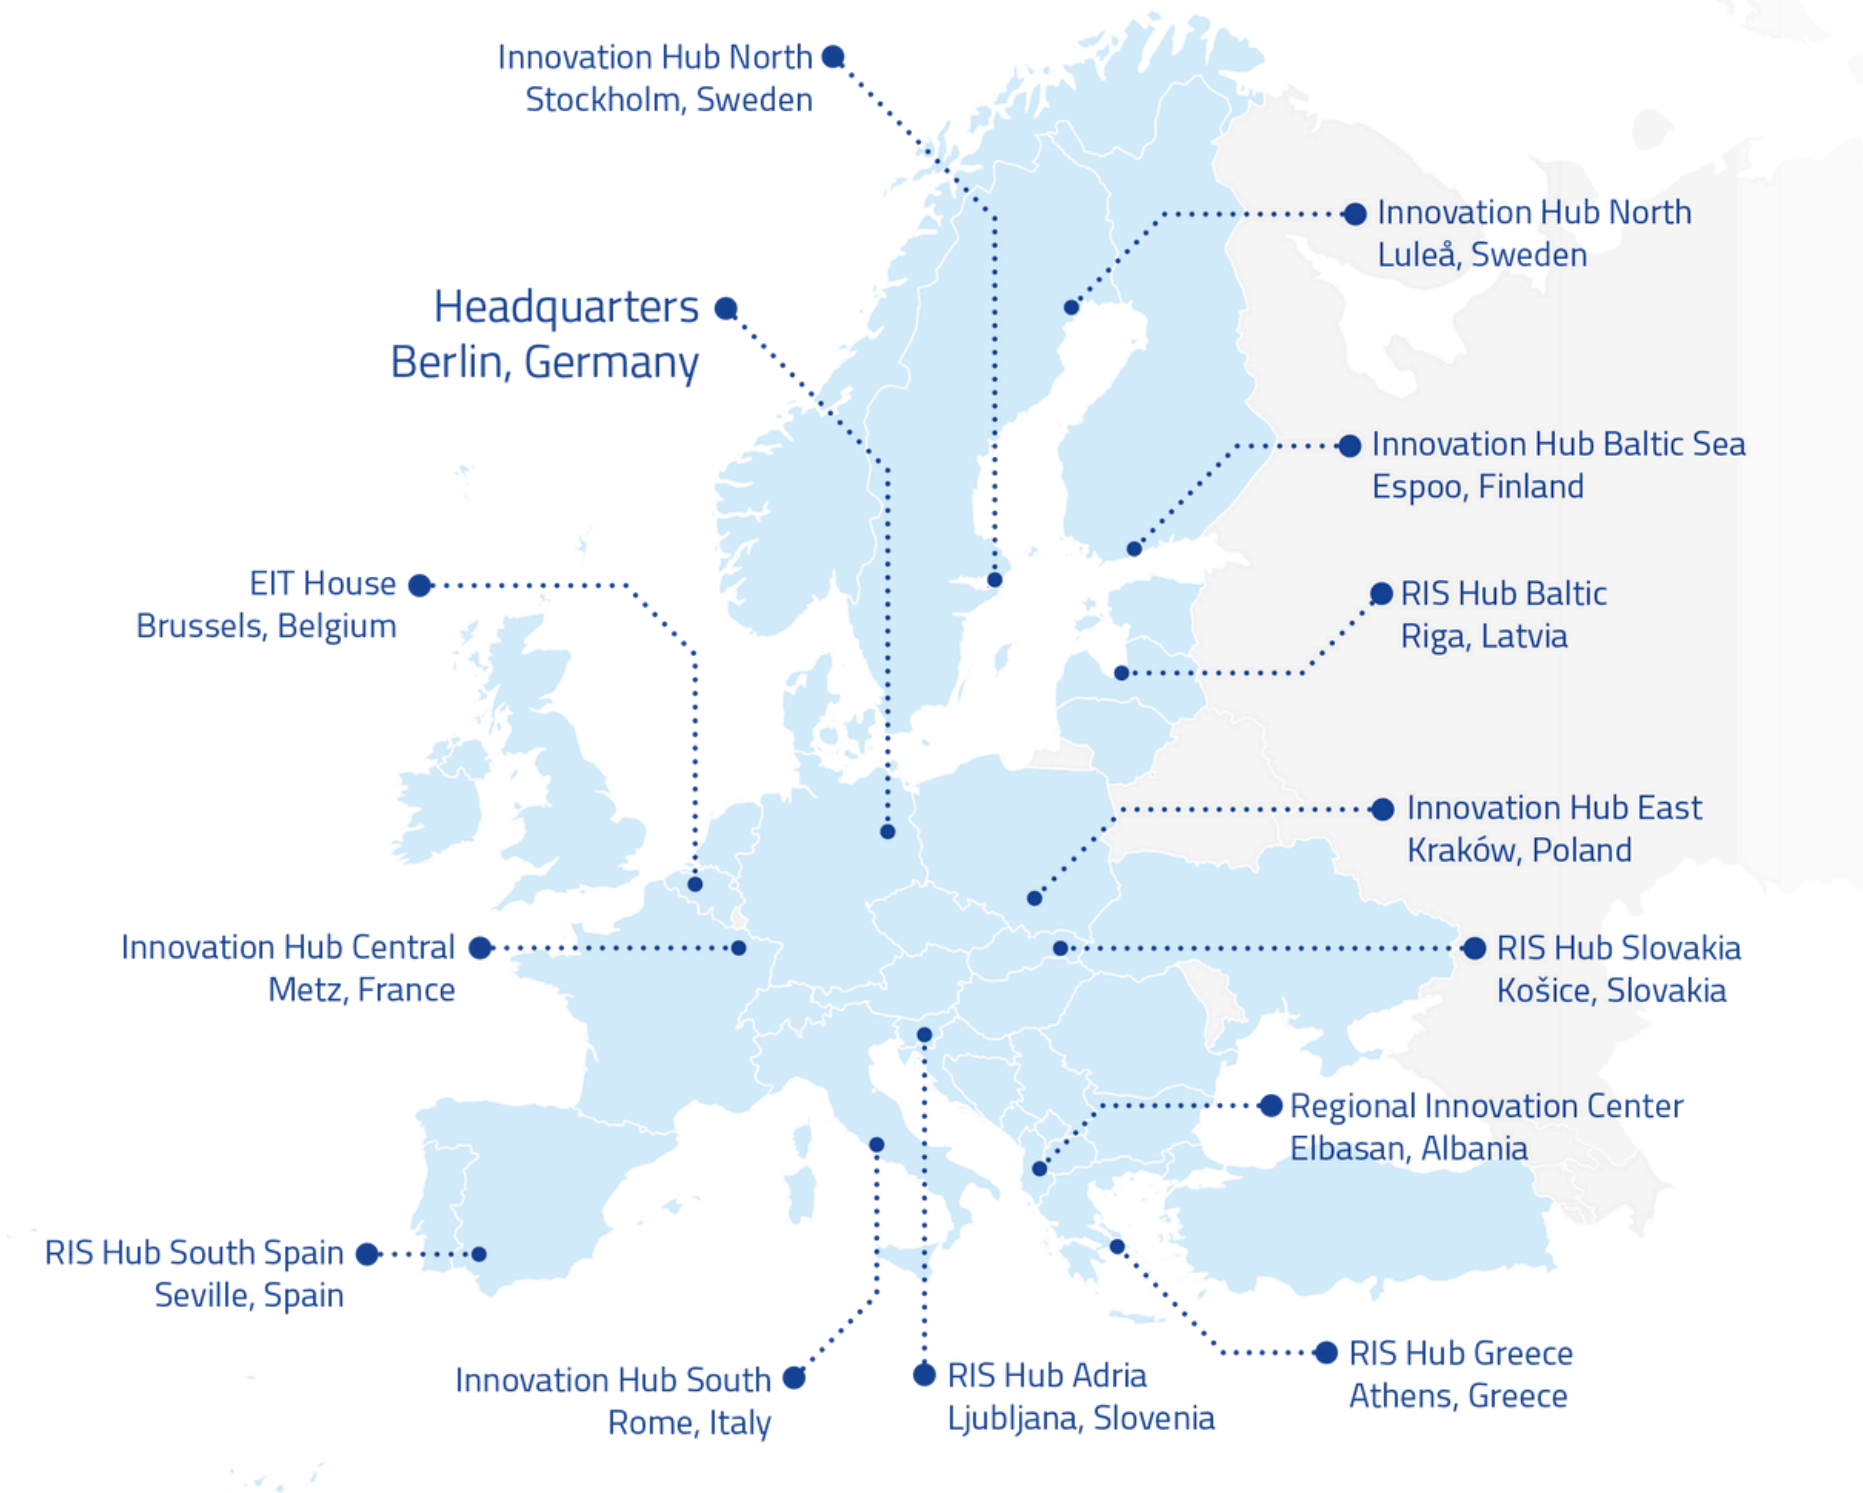 Innovation Hub North
Stockholm, Sweden
Innovation Hub North
Luleå, Sweden
Headquarters
Berlin, Germany
Innovation Hub Baltic Sea
Espoo, Finland
EIT House
Brussels, Belgium
RIS Hub Baltic
Riga, Latvia
Innovation Hub East
Kraków, Poland
Innovation Hub Central
Metz, France
RIS Hub Slovakia
Košice, Slovakia
Regional Innovation Center
Elbasan, Albania
RIS Hub South Spain
Seville, Spain
Innovation Hub South
Rome, Italy
RIS Hub Adria
Ljubljana, Slovenia
RIS Hub Greece
Athens, Greece